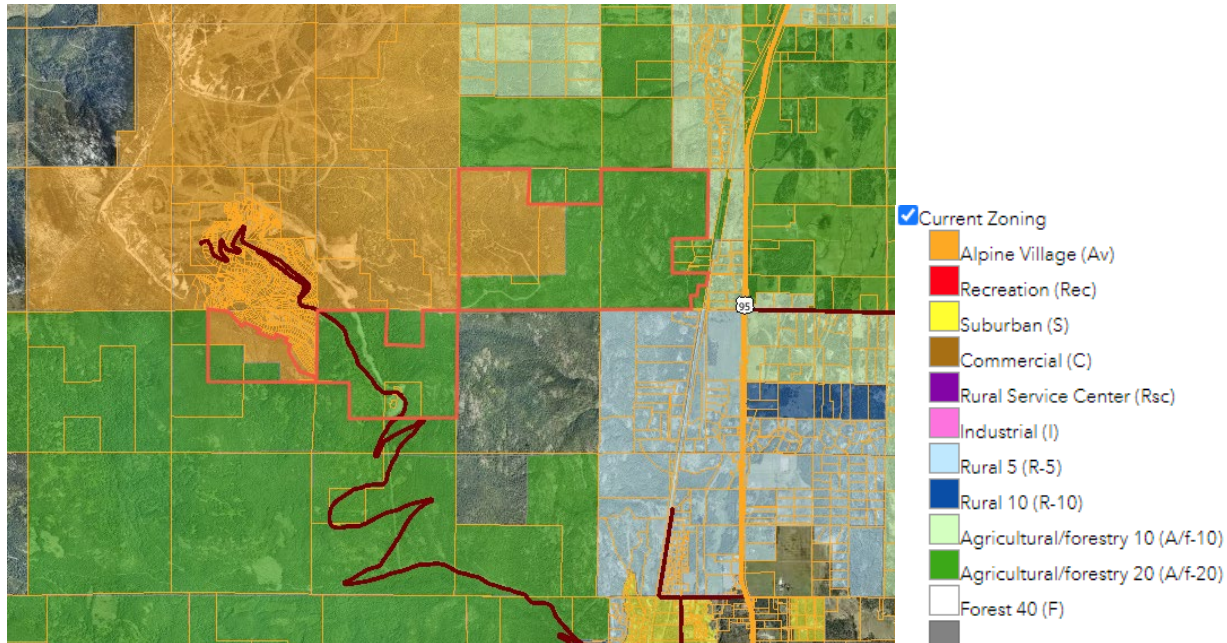 95
Current Zoning
Alpine Village (Av)
Recreation (Rec)
Suburban (S)
Commercial (C)
Rural Service Center (Rsc)
Industrial (I)
Rural 5 (R-5)
Rural 10 (R-10)
Agricultural/forestry 10 (A/f-10)
Agricultural/forestry 20 (A/f-20)
Forest 40 (F)